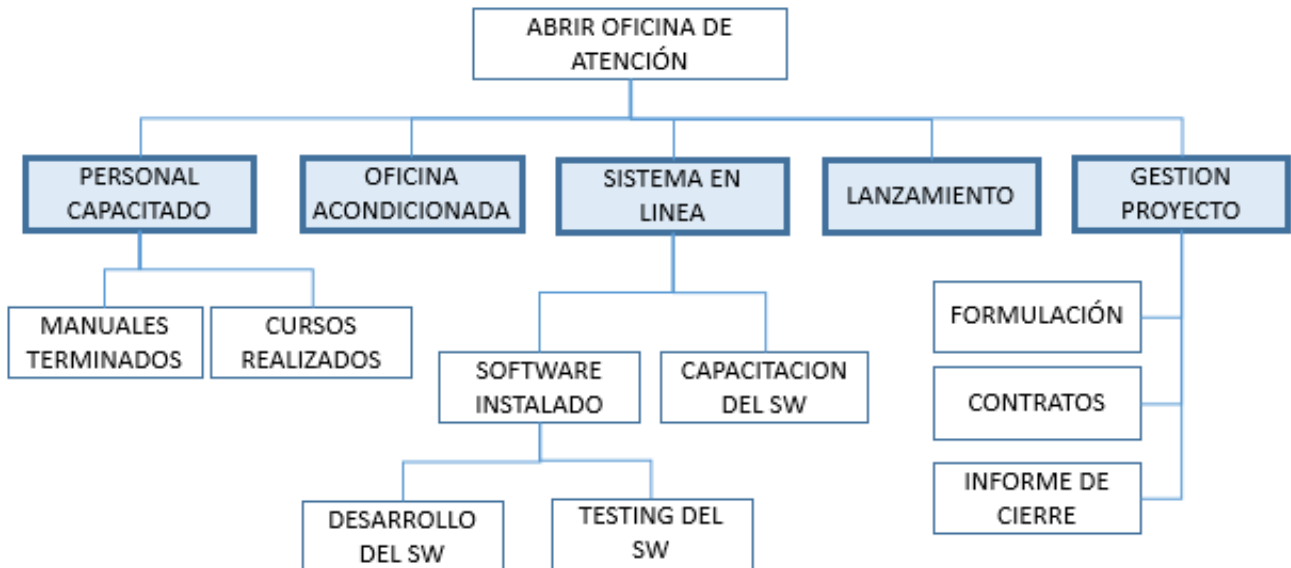 ABRIR OFICINA DE
ATENCIÓN
PERSONAL
CAPACITADO
OFICINA
ACONDICIONADA
SISTEMA EN
LINEA
LANZAMIENTO
GESTION
PROYECTO
MANUALES
TERMINADOS
CURSOS
REALIZADOS
SOFTWARE
INSTALADO
CAPACITACION
DEL SW
FORMULACIÓN
CONTRATOS
INFORME DE
CIERRE
DESARROLLO
DEL SW
TESTING DEL
SW